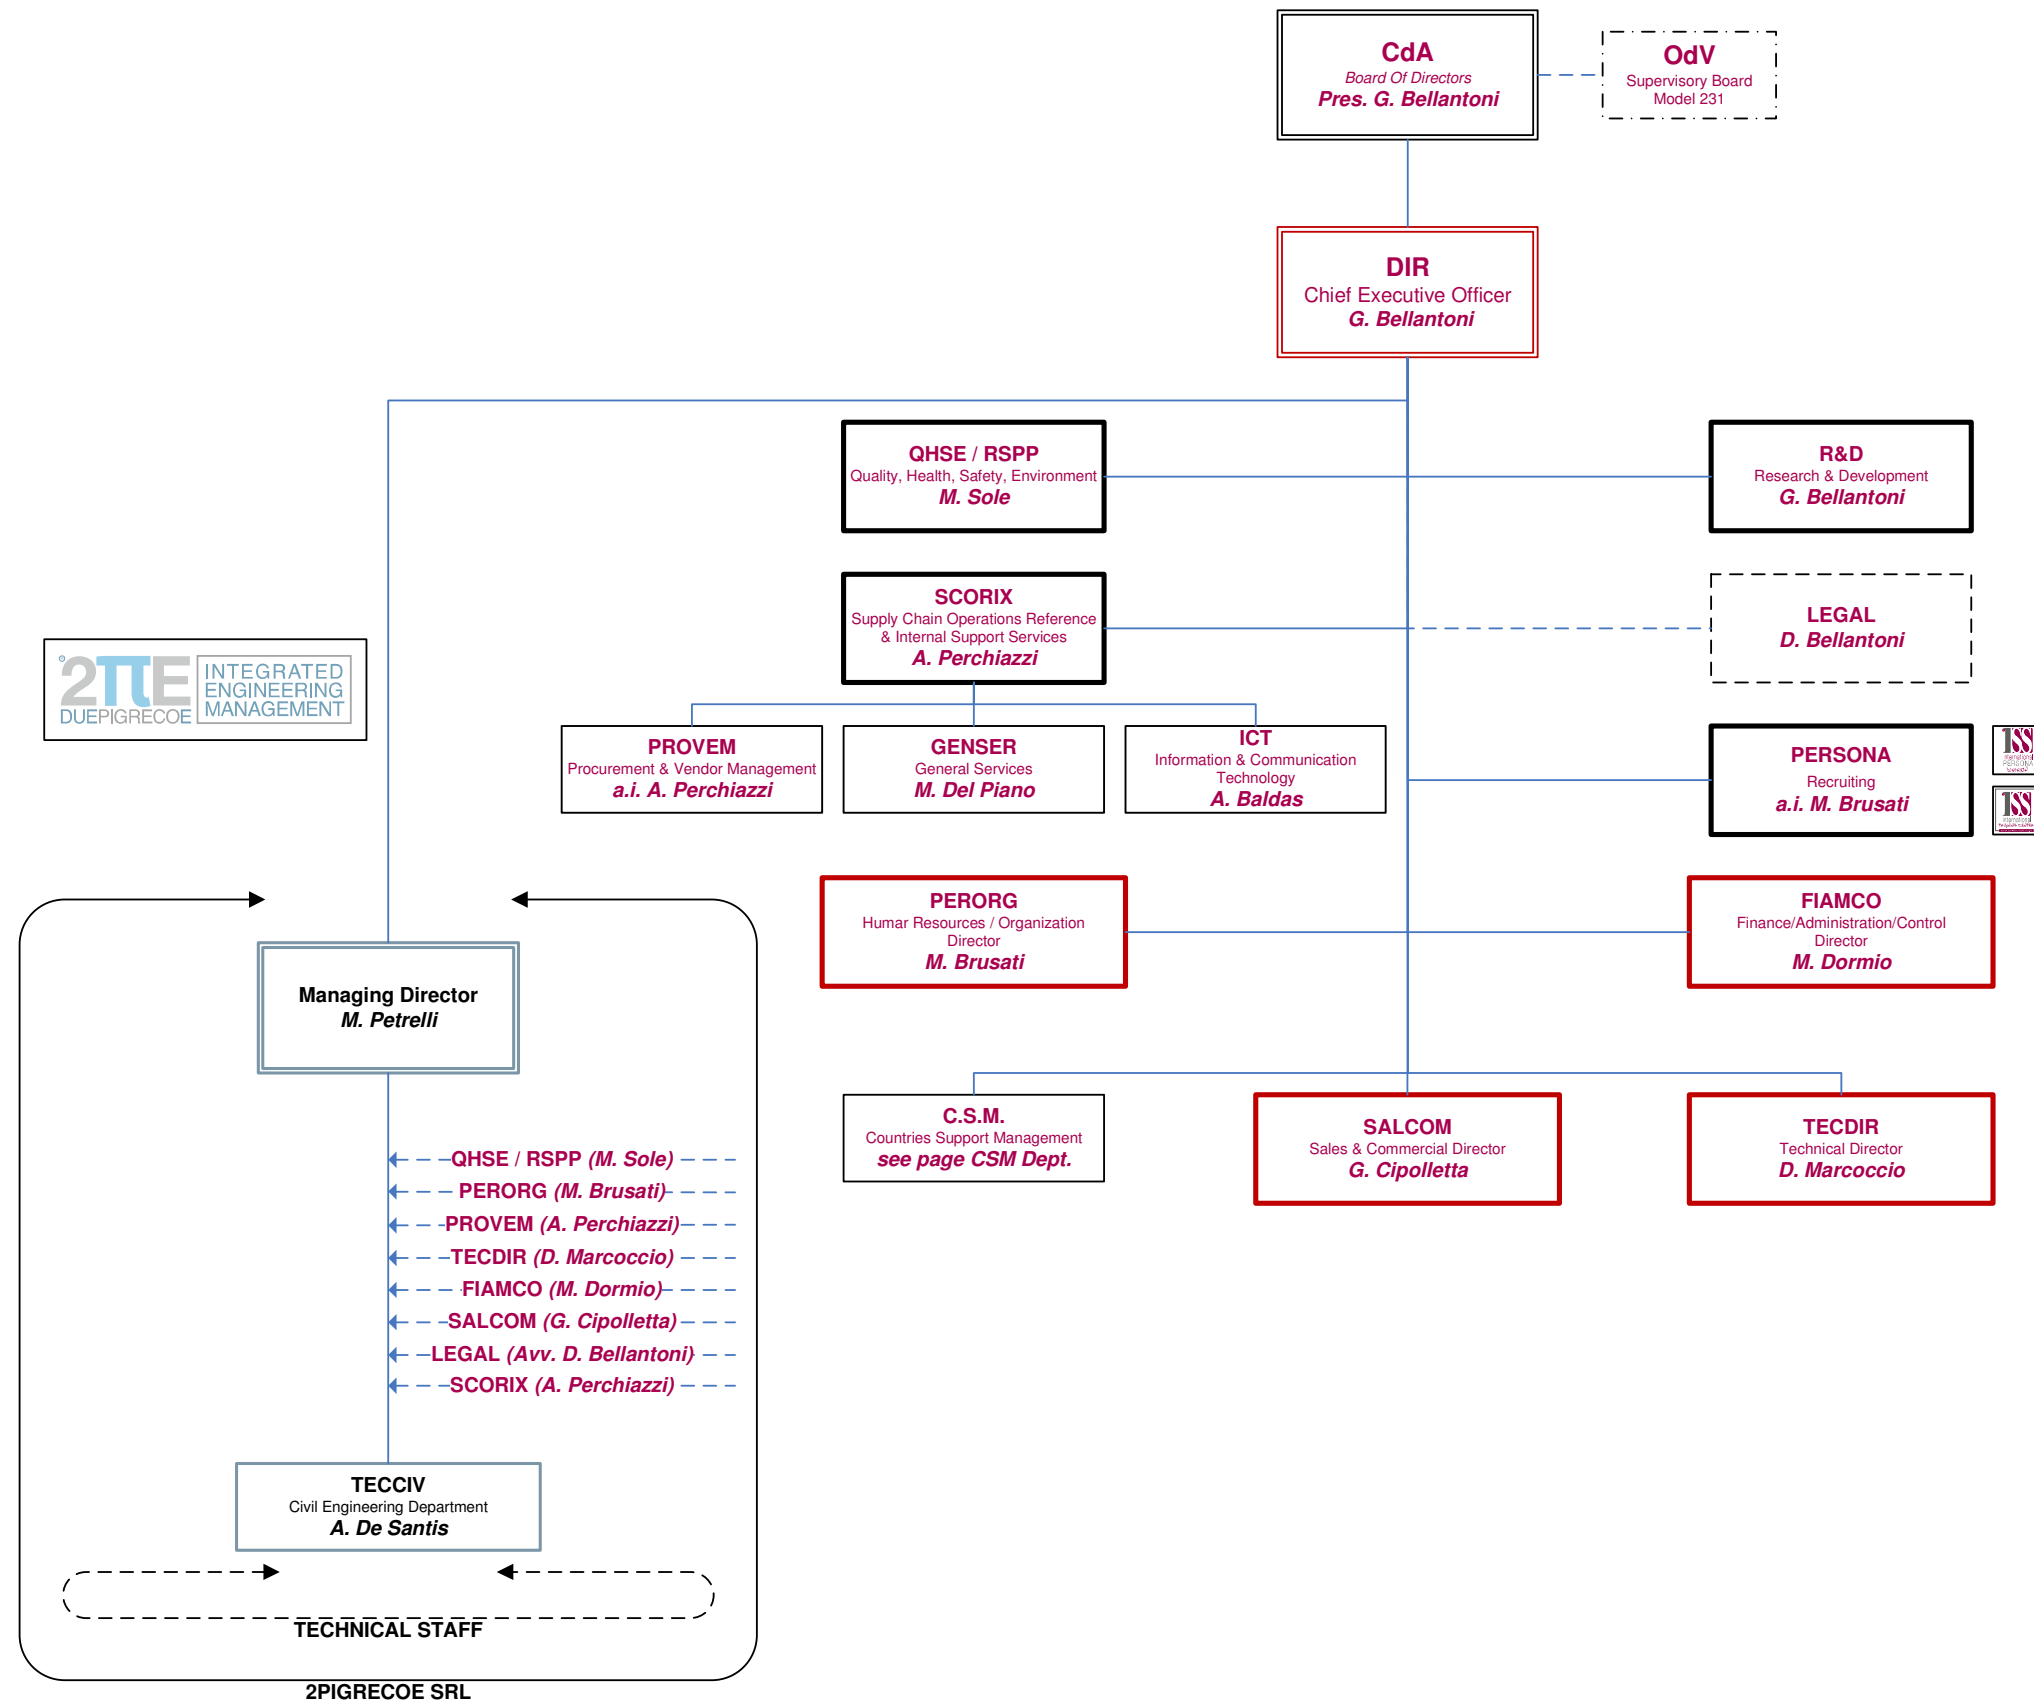 CdA
Board Of Directors
Pres. G. Bellantoni
OdV
Supervisory Board
Model 231
DIR
Chief Executive Officer
G. Bellantoni
QHSE / RSPP
Quality, Health, Safety, Environment
M. Sole
R&D
Research & Development
G. Bellantoni
SCORIX
Supply Chain Operations Reference
& Internal Support Services
A. Perchiazzi
LEGAL
D. Bellantoni
2πE
DUEPIGRECOE
INTEGRATED
ENGINEERING
MANAGEMENT
PROVEM
Procurement & Vendor Management
a.i. A. Perchiazzi
GENSER
General Services
M. Del Piano
ICT
Information & Communication
Technology
A. Baldas
PERSONA
Recruiting
a.i. M. Brusati
ISS
International
PERSONA
ISS
International
PERORG
Humar Resources / Organization
Director
M. Brusati
FIAMCO
Finance/Administration/Control
Director
M. Dormio
Managing Director
M. Petrelli
C.S.M.
Countries Support Management
see page CSM Dept.
SALCOM
Sales & Commercial Director
G. Cipolletta
TECDIR
Technical Director
D. Marcoccio
QHSE / RSPP (M. Sole)
PERORG (M. Brusati)
PROVEM (A. Perchiazzi)
TECDIR (D. Marcoccio)
FIAMCO (M. Dormio)
SALCOM (G. Cipolletta)
LEGAL (Avv. D. Bellantoni)
SCORIX (A. Perchiazzi)
TECCIV
Civil Engineering Department
A. De Santis
TECHNICAL STAFF
2PIGRECOE SRL